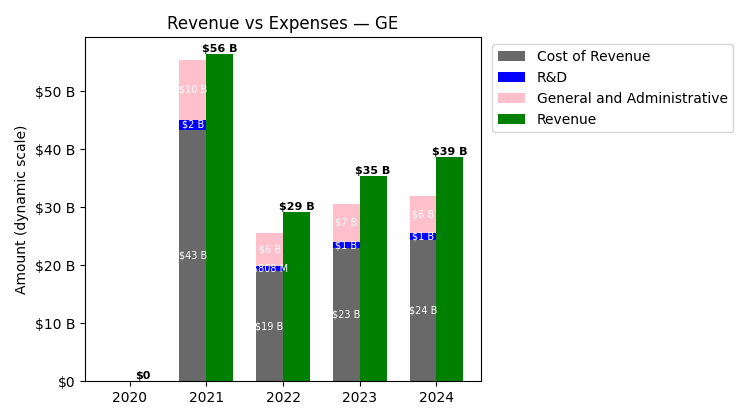 Revenue vs Expenses — GE
Cost of Revenue
R&D
General and Administrative
Revenue
Amount (dynamic scale)
$50 B
$40 B
$30 B
$20 B
$10 B
$0
$0
$56 B
$10 B
$2 B
$43 B
$29 B
$6 B
$808 M
$19 B
$35 B
$7 B
$1 B
$23 B
$39 B
$6 B
$1 B
$24 B
2020 2021 2022 2023 2024